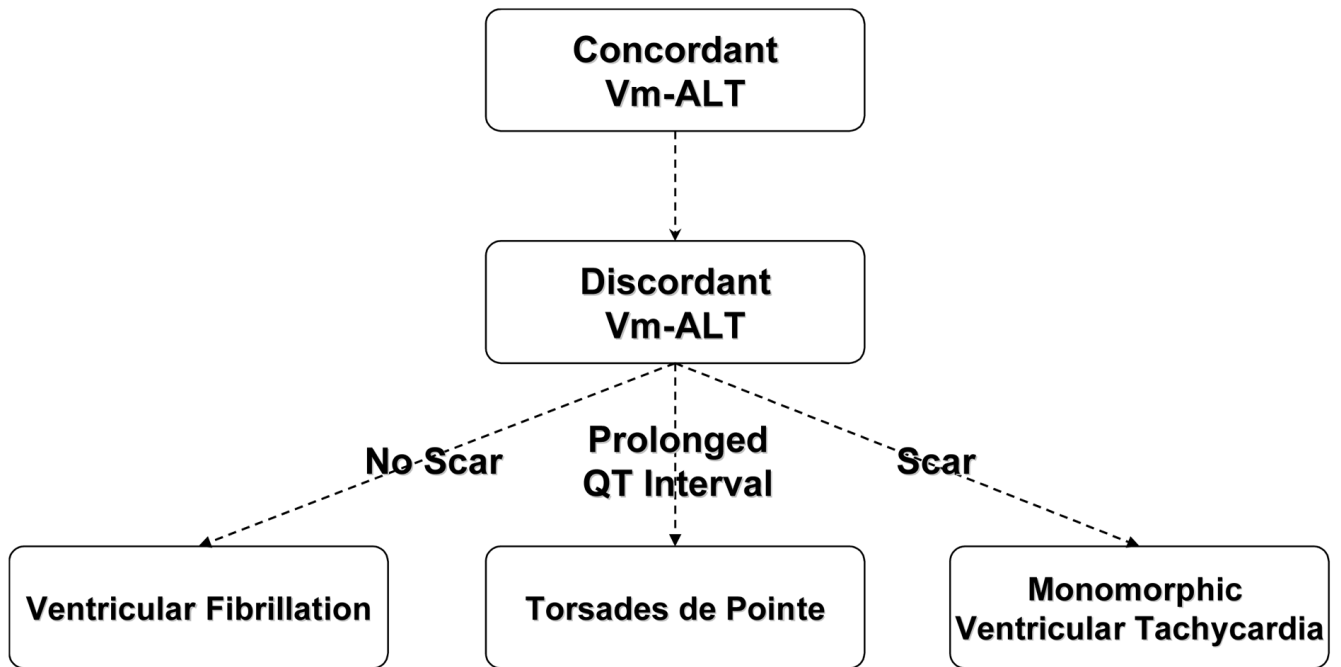 Concordant
Vm-ALT
Discordant
Vm-ALT
No Scar
Prolonged
QT Interval
Scar
Ventricular Fibrillation
Torsades de Pointe
Monomorphic
Ventricular Tachycardia